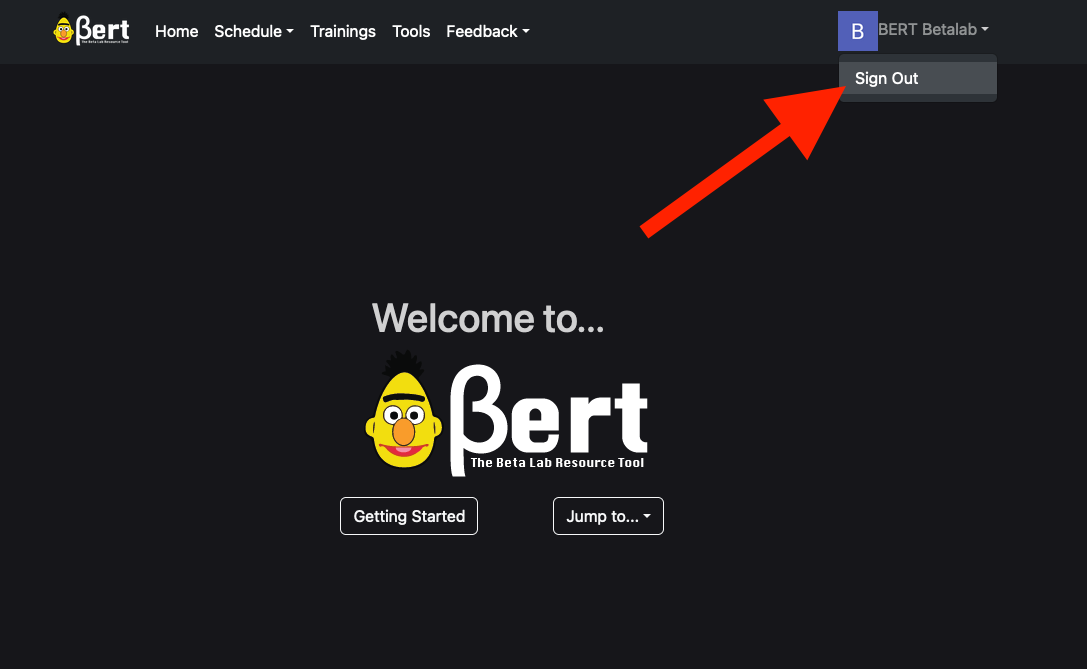 βert
The Beta Lab Resource Tool
Home Schedule Trainings Tools Feedback
B BERT Betalab
Sign Out
Welcome to...
βert
The Beta Lab Resource Tool
Getting Started Jump to...